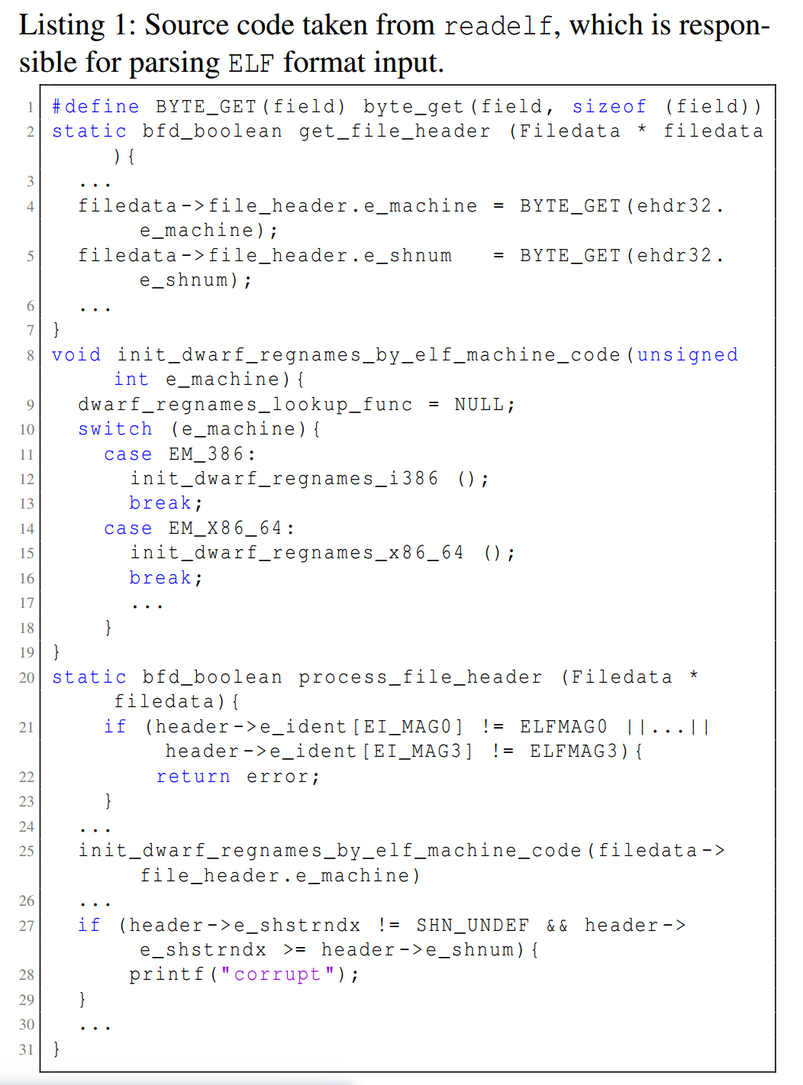 Listing 1: Source code taken from readelf, which is respon-
sible for parsing ELF format input.
1 #define BYTE_GET(field) byte_get(field, sizeof (field))
2 static bfd_boolean get_file_header (Filedata * filedata
){
3 ...
4 filedata->file_header.e_machine = BYTE_GET(ehdr32.
e_machine);
5 filedata->file_header.e_shnum = BYTE_GET(ehdr32.
e_shnum);
6 ...
7 }
8 void init_dwarf_regnames_by_elf_machine_code(unsigned
int e_machine){
9 dwarf_regnames_lookup_func = NULL;
10 switch (e_machine){
11 case EM_386:
12 init_dwarf_regnames_i386 ();
13 break;
14 case EM_X86_64:
15 init_dwarf_regnames_x86_64 ();
16 break;
17 ...
18 }
19 }
20 static bfd_boolean process_file_header (Filedata *
filedata){
21 if (header->e_ident[EI_MAG0] != ELFMAG0 ||...||
header->e_ident[EI_MAG3] != ELFMAG3){
22 return error;
23 }
24 ...
25 init_dwarf_regnames_by_elf_machine_code(filedata->
file_header.e_machine)
26 ...
27 if (header->e_shstrndx != SHN_UNDEF && header->
e_shstrndx >= header->e_shnum){
28 printf("corrupt");
29 }
30 ...
31 }